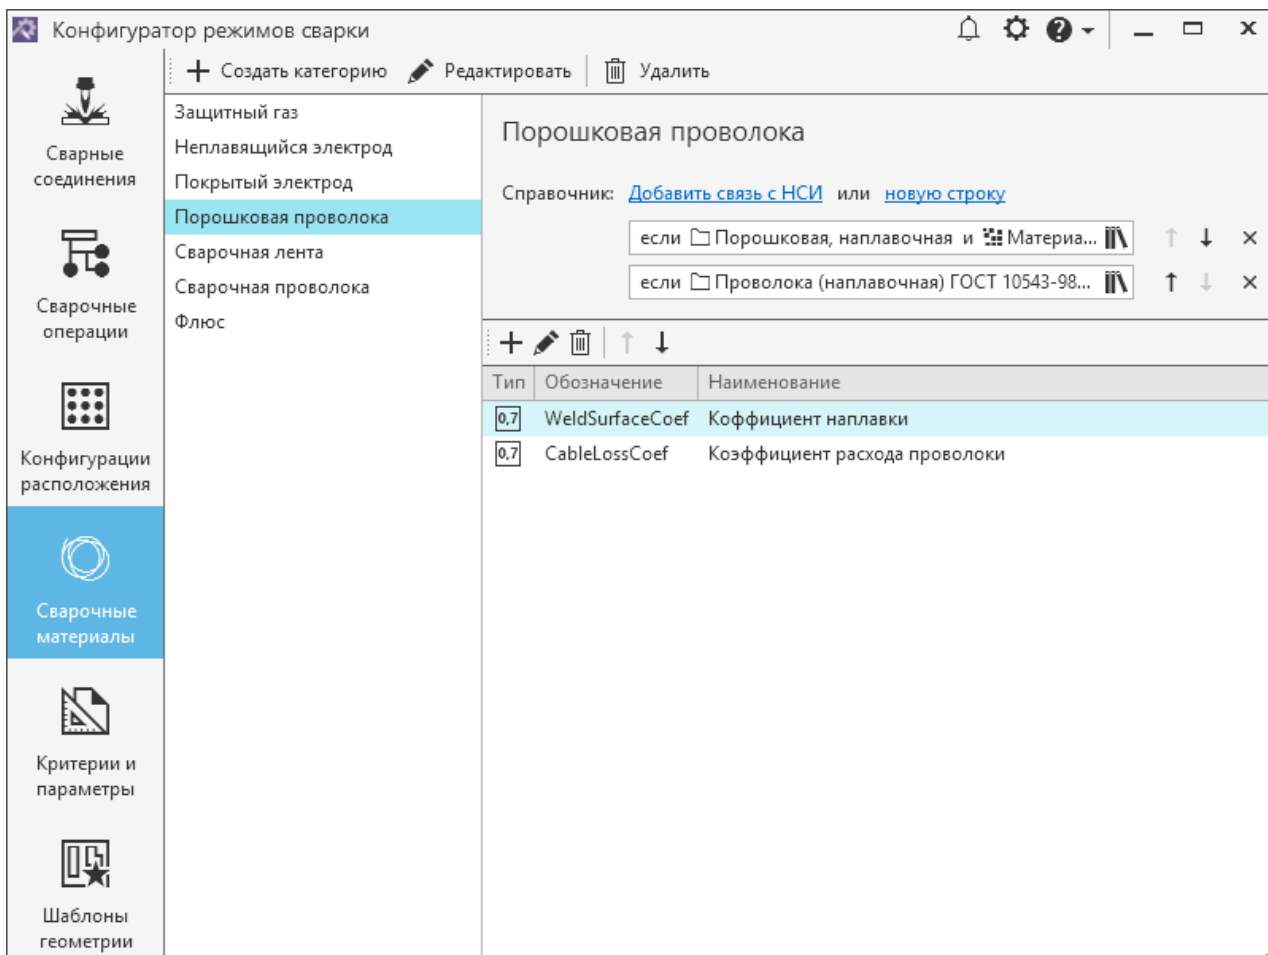 Конфигуратор режимов сварки
Создать категорию Редактировать Удалить
Сварные
соединения
Сварочные
операции
Конфигурации
расположения
Сварочные
материалы
Критерии и
параметры
Шаблоны
геометрии
Защитный газ
Неплавящийся электрод
Покрытый электрод
Порошковая проволока
Сварочная лента
Сварочная проволока
Флюс
Порошковая проволока
Справочник: Добавить связь с НСИ или новую строку
если Порошковая, наплавочная и Материа...
если Проволока (наплавочная) ГОСТ 10543-98...
Тип Обозначение Наименование
0,7 WeldSurfaceCoef Коффициент наплавки
0,7 CableLossCoef Коэффициент расхода проволоки